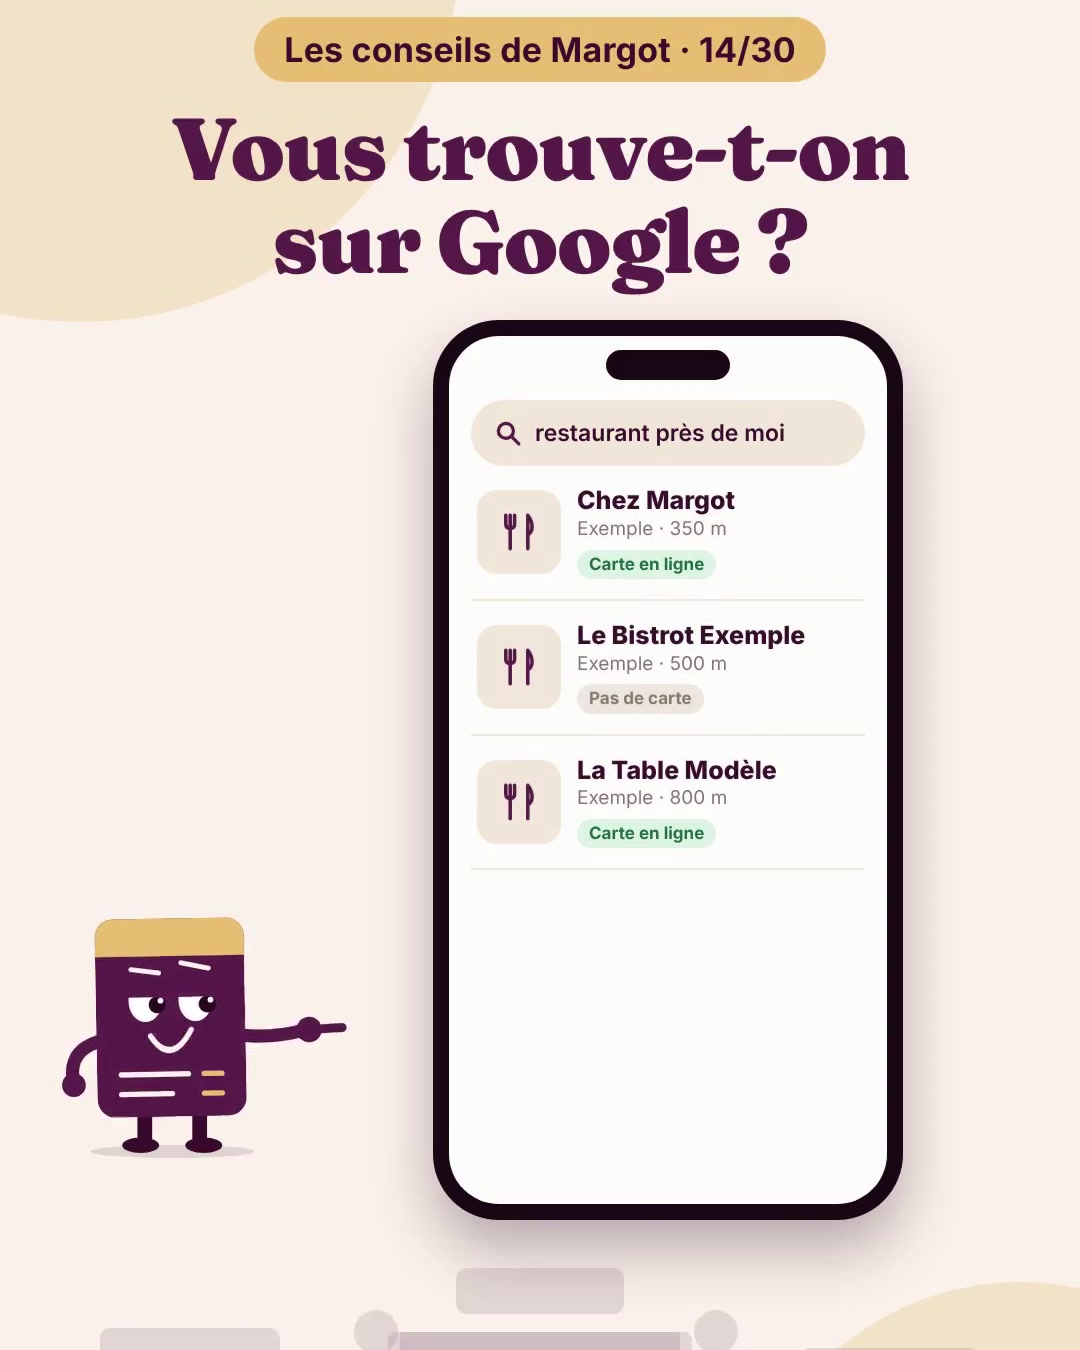 Les conseils de Margot · 14/30
Vous trouve-t-on
sur Google ?
restaurant près de moi
Chez Margot
Exemple · 350 m
Carte en ligne
Le Bistrot Exemple
Exemple · 500 m
Pas de carte
La Table Modèle
Exemple · 800 m
Carte en ligne